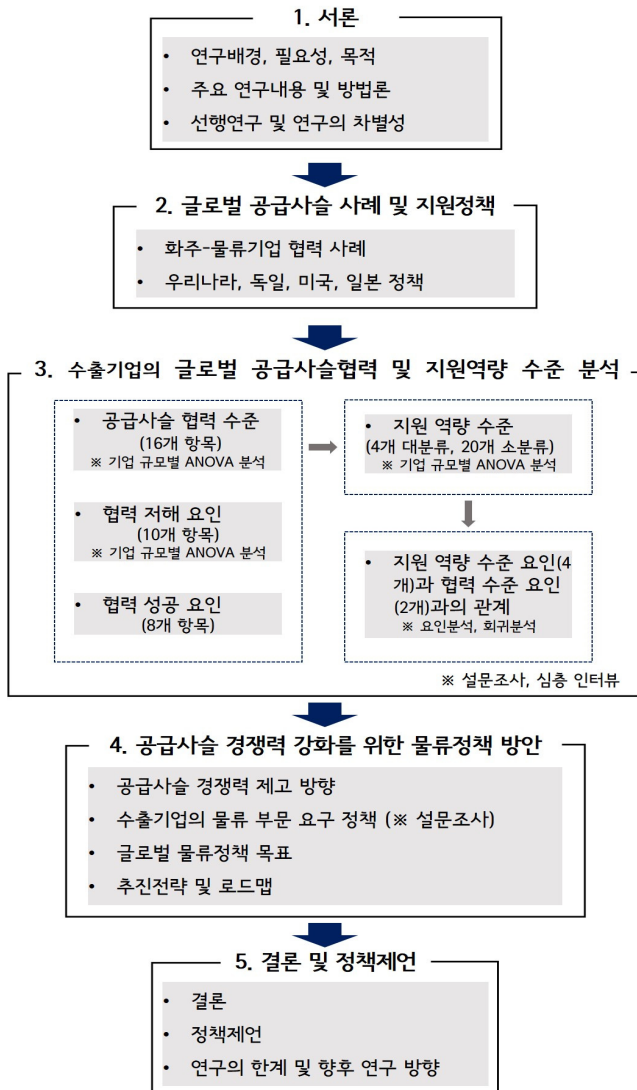 1. 서론
• 연구배경, 필요성, 목적
• 주요 연구내용 및 방법론
• 선행연구 및 연구의 차별성
2. 글로벌 공급사슬 사례 및 지원정책
• 화주-물류기업 협력 사례
• 우리나라, 독일, 미국, 일본 정책
3. 수출기업의 글로벌 공급사슬협력 및 지원역량 수준 분석
• 공급사슬 협력 수준
(16개 항목)
※ 기업 규모별 ANOVA 분석
• 협력 저해 요인
(10개 항목)
※ 기업 규모별 ANOVA 분석
• 협력 성공 요인
(8개 항목)
• 지원 역량 수준
(4개 대분류, 20개 소분류)
※ 기업 규모별 ANOVA 분석
• 지원 역량 수준 요인(4
개)과 협력 수준 요인
(2개)과의 관계
※ 요인분석, 회귀분석
※ 설문조사, 심층 인터뷰
4. 공급사슬 경쟁력 강화를 위한 물류정책 방안
• 공급사슬 경쟁력 제고 방향
• 수출기업의 물류 부문 요구 정책 (※ 설문조사)
• 글로벌 물류정책 목표
• 추진전략 및 로드맵
5. 결론 및 정책제언
• 결론
• 정책제언
• 연구의 한계 및 향후 연구 방향